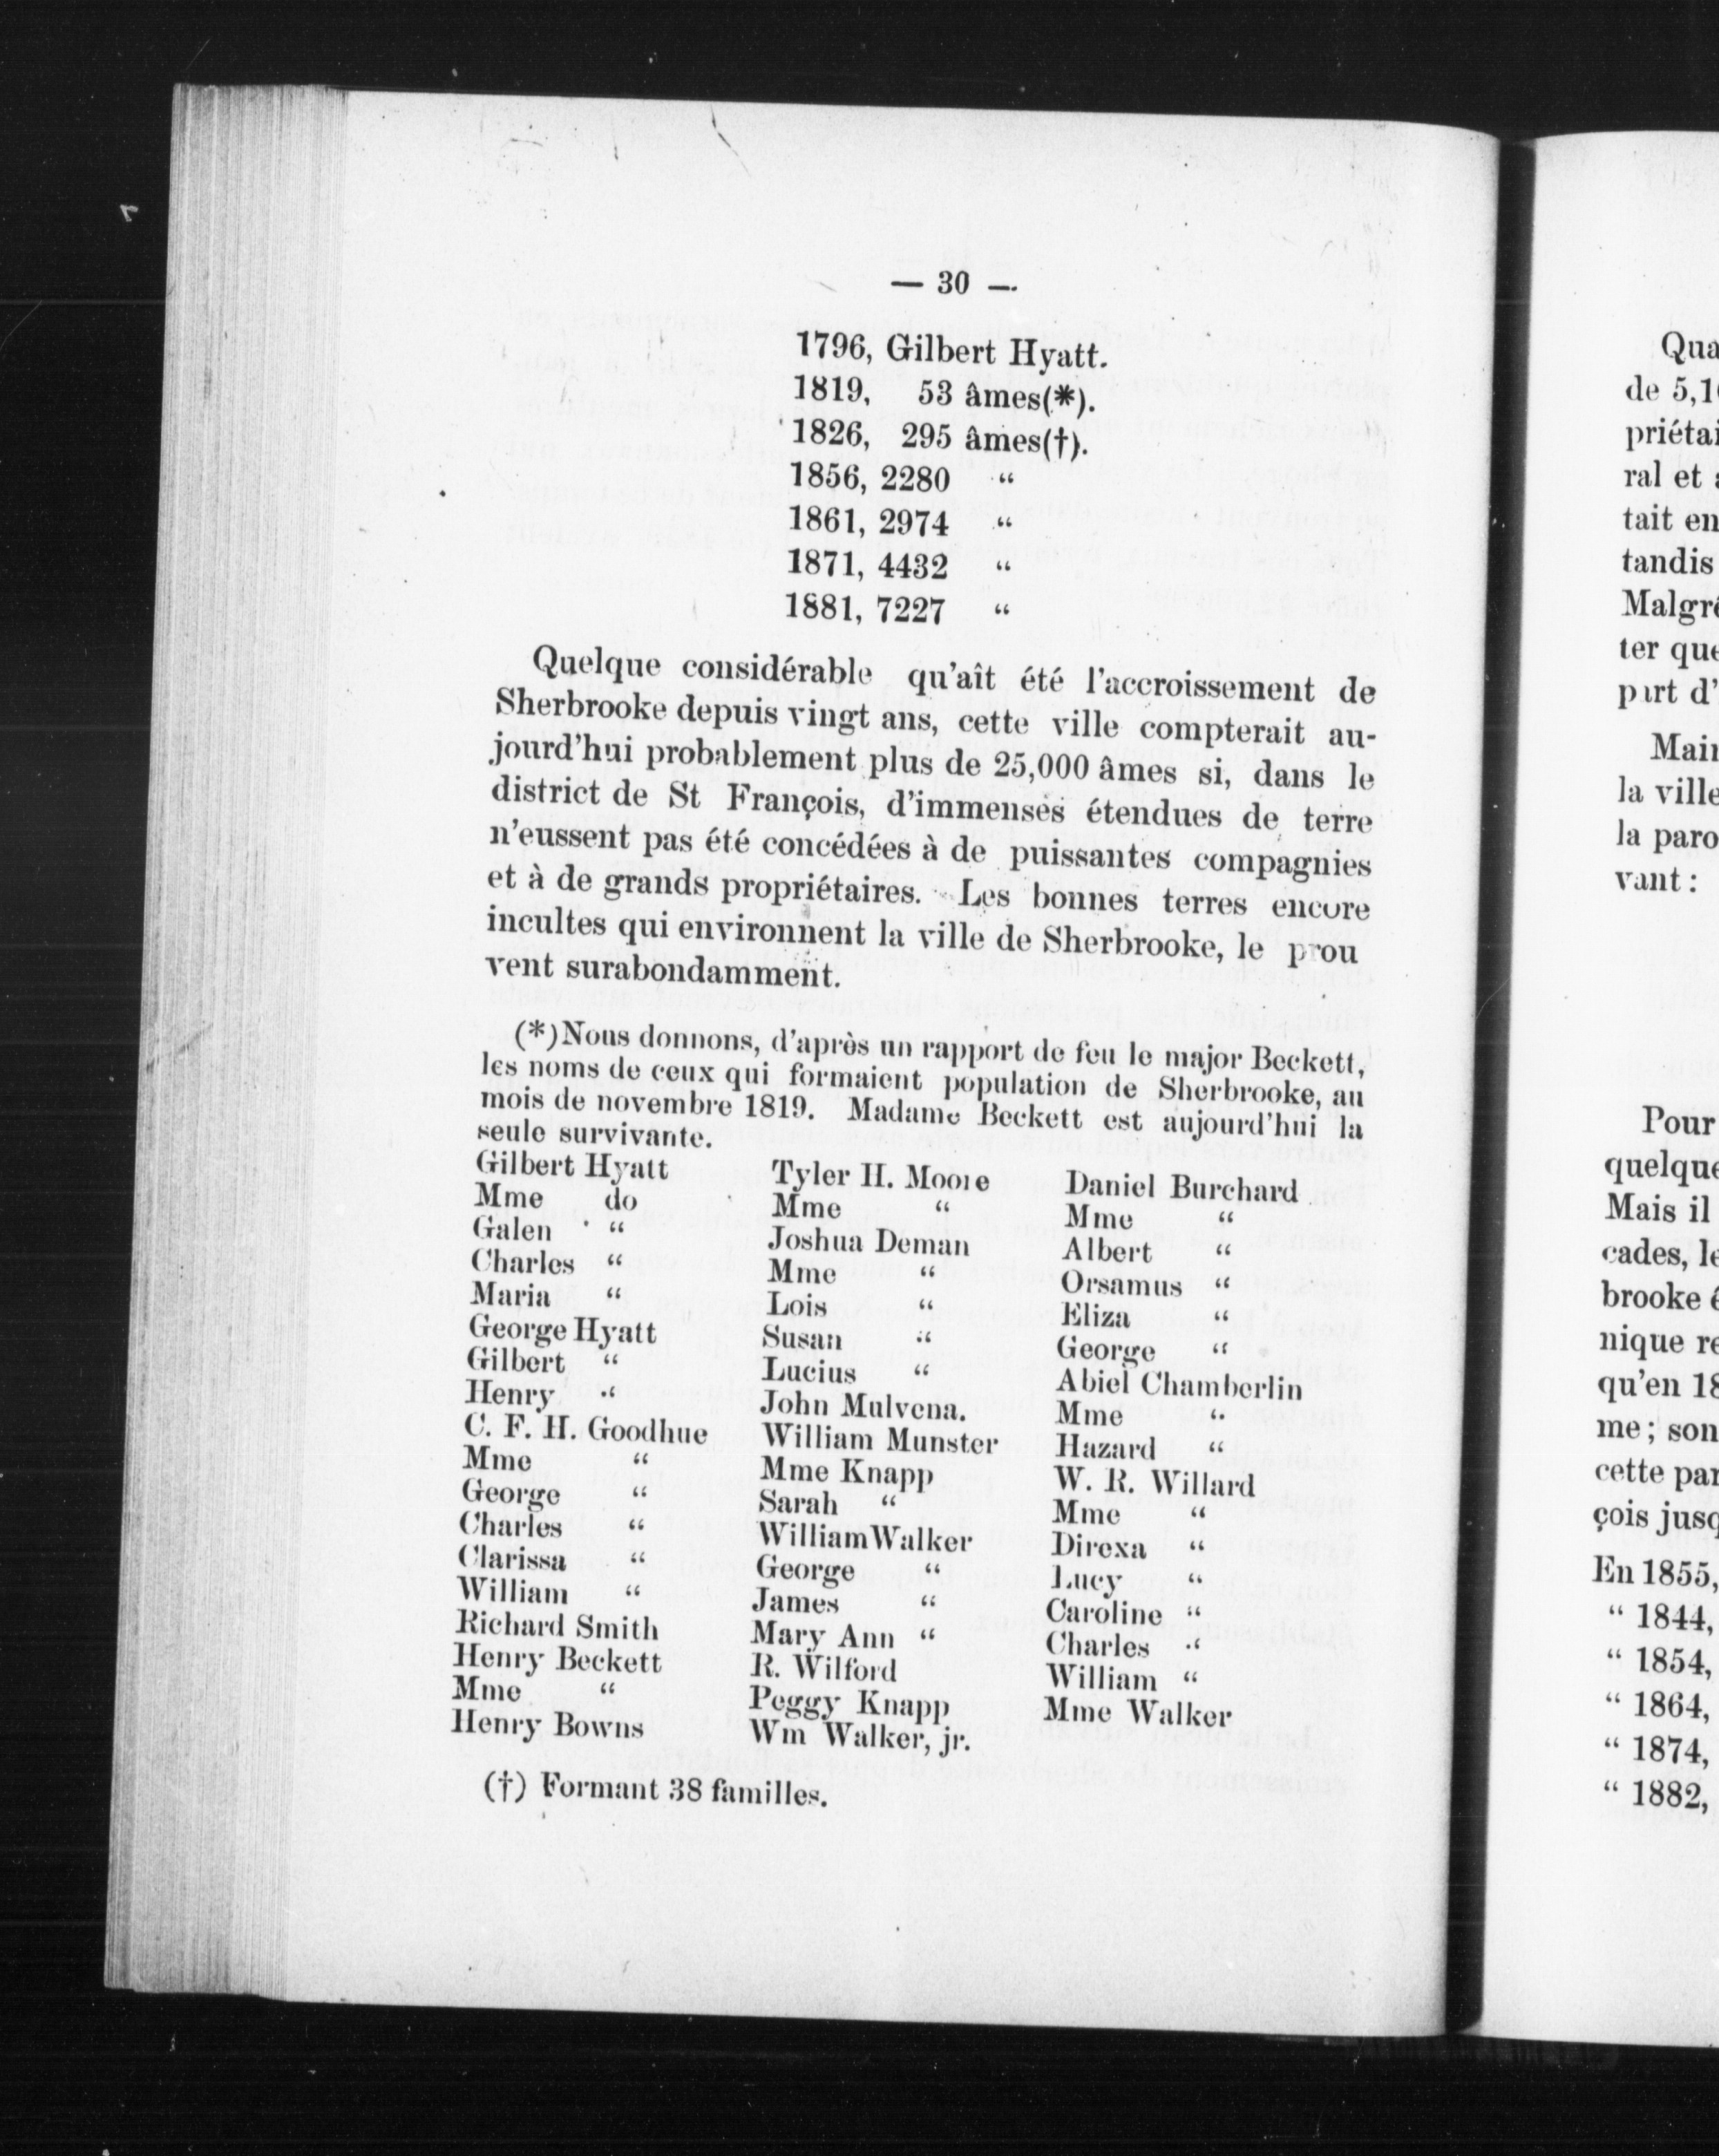 — 30 —
1796, Gilbert Hyatt.
1819, 53 âmes(*).
1826, 295 âmes(†).
1856, 2280 “
1861, 2974 “
1871, 4432 “
1881, 7227 “
Quelque considérable qu’aît été l’accroissement de
Sherbrooke depuis vingt ans, cette ville compterait au-
jourd’hui probablement plus de 25,000 âmes si, dans le
district de St François, d’immenses étendues de terre
n’eussent pas été concédées à de puissantes compagnies
et à de grands propriétaires. Les bonnes terres encore
incultes qui environnent la ville de Sherbrooke, le prou
vent surabondamment.
(*)Nous donnons, d’après un rapport de feu le major Beckett,
les noms de ceux qui formaient population de Sherbrooke, au
mois de novembre 1819. Madame Beckett est aujourd’hui la
seule survivante.
Gilbert Hyatt
Mme do
Galen “
Charles “
Maria “
George Hyatt
Gilbert “
Henry “
C. F. H. Goodhue
Mme “
George “
Charles “
Clarissa “
William “
Richard Smith
Henry Beckett
Mme “
Henry Bowns
Tyler H. Moore
Mme “
Joshua Deman
Mme “
Lois “
Susan “
Lucius “
John Mulvena.
William Munster
Mme Knapp
Sarah “
William Walker
George “
James “
Mary Ann “
R. Wilford
Peggy Knapp
Wm Walker, jr.
Daniel Burchard
Mme “
Albert “
Orsamus “
Eliza “
George “
Abiel Chamberlin
Mme “
Hazard “
W. R. Willard
Mme “
Direxa “
Lucy “
Caroline “
Charles “
William “
Mme Walker
(†) Formant 38 familles.
Qua
de 5,1
priétai
ral et
tait en
tandis
Malgré
ter que
part d’
Main
la ville
la paro
vant :
Pour
quelque
Mais il
cades, le
brooke é
nique re
qu’en 18
me ; son
cette par
çois jusq
En 1855,
“ 1844,
“ 1854,
“ 1864,
“ 1874,
“ 1882,